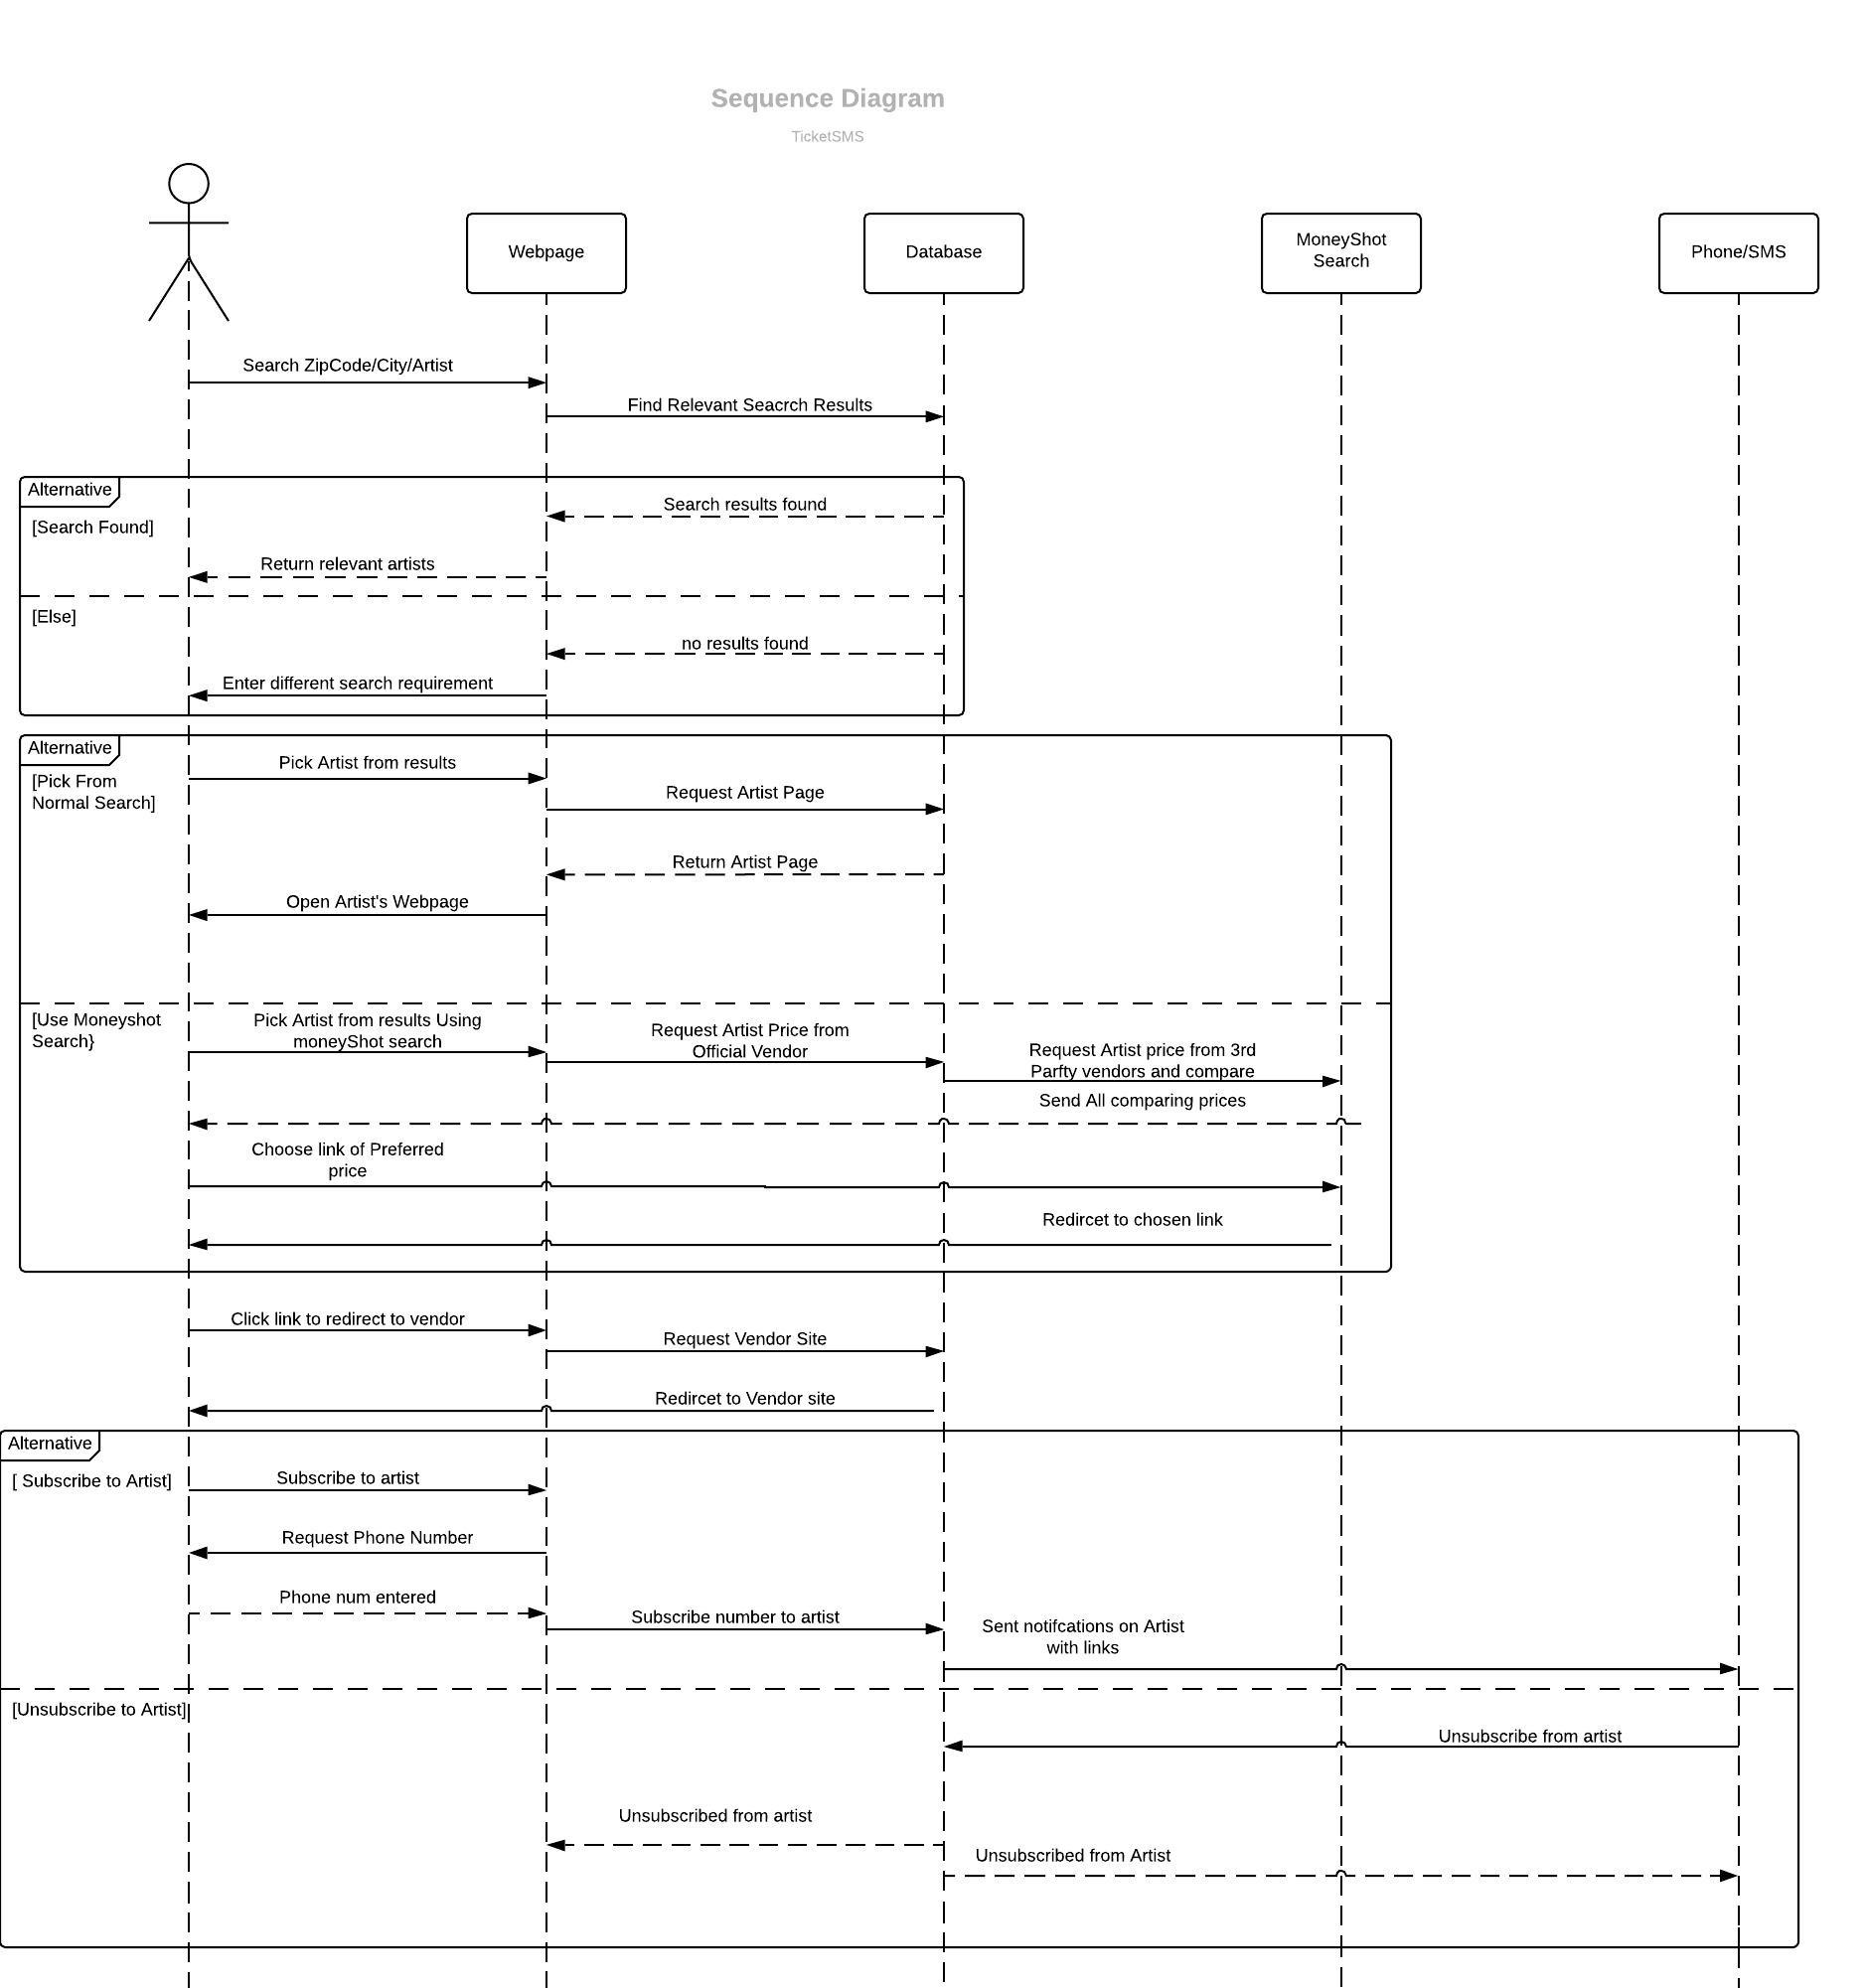 Sequence Diagram
TicketSMS
Webpage
Database
MoneyShot
Search
Phone/SMS
Search ZipCode/City/Artist
Find Relevant Seacrch Results
Alternative
[Search Found]
Search results found
Return relevant artists
[Else]
no results found
Enter different search requirement
Alternative
[Pick From
Normal Search]
Pick Artist from results
Request Artist Page
Return Artist Page
Open Artist's Webpage
[Use Moneyshot
Search}
Pick Artist from results Using
moneyShot search
Request Artist Price from
Official Vendor
Request Artist price from 3rd
Parfty vendors and compare
Send All comparing prices
Choose link of Preferred
price
Redircet to chosen link
Click link to redirect to vendor
Request Vendor Site
Redircet to Vendor site
Alternative
[ Subscribe to Artist]
Subscribe to artist
Request Phone Number
Phone num entered
Subscribe number to artist
Sent notifcations on Artist
with links
[Unsubscribe to Artist]
Unsubscribe from artist
Unsubscribed from artist
Unsubscribed from Artist